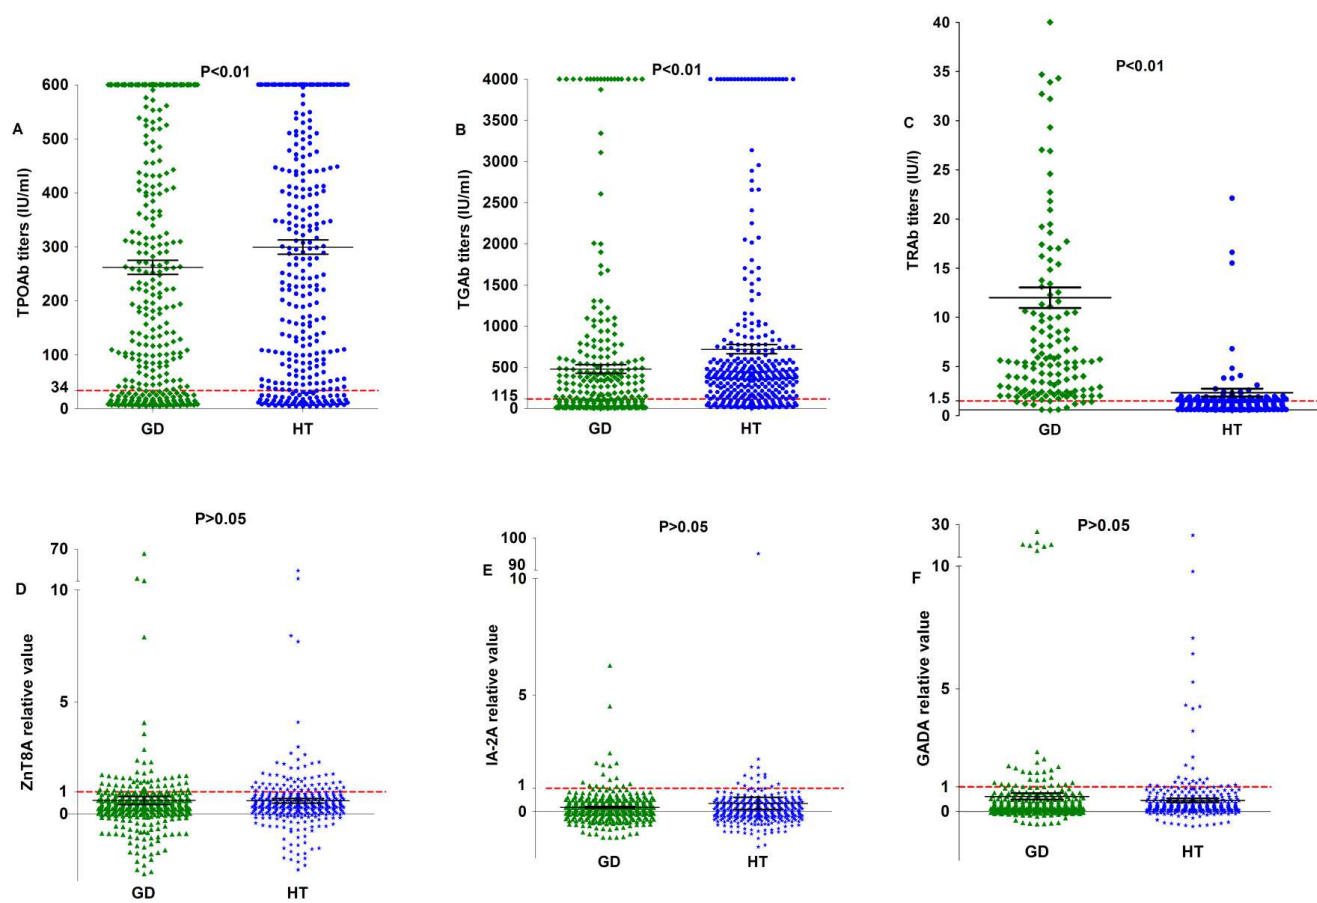 P<0.01
A
TPOAb titers (IU/ml)
600
500
400
300
200
100
34
0
GD
HT
P<0.01
B
TGAb titers (IU/ml)
4000
3500
3000
2500
2000
1500
1000
500
115
0
GD
HT
P<0.01
C
TRAb titers (IU/l)
40
35
30
25
20
15
10
5
1.5
0
GD
HT
P>0.05
D
ZnT8A relative value
70
10
5
1
0
GD
HT
P>0.05
E
IA-2A relative value
100
90
10
5
1
0
GD
HT
P>0.05
F
GADA relative value
30
10
5
1
0
GD
HT